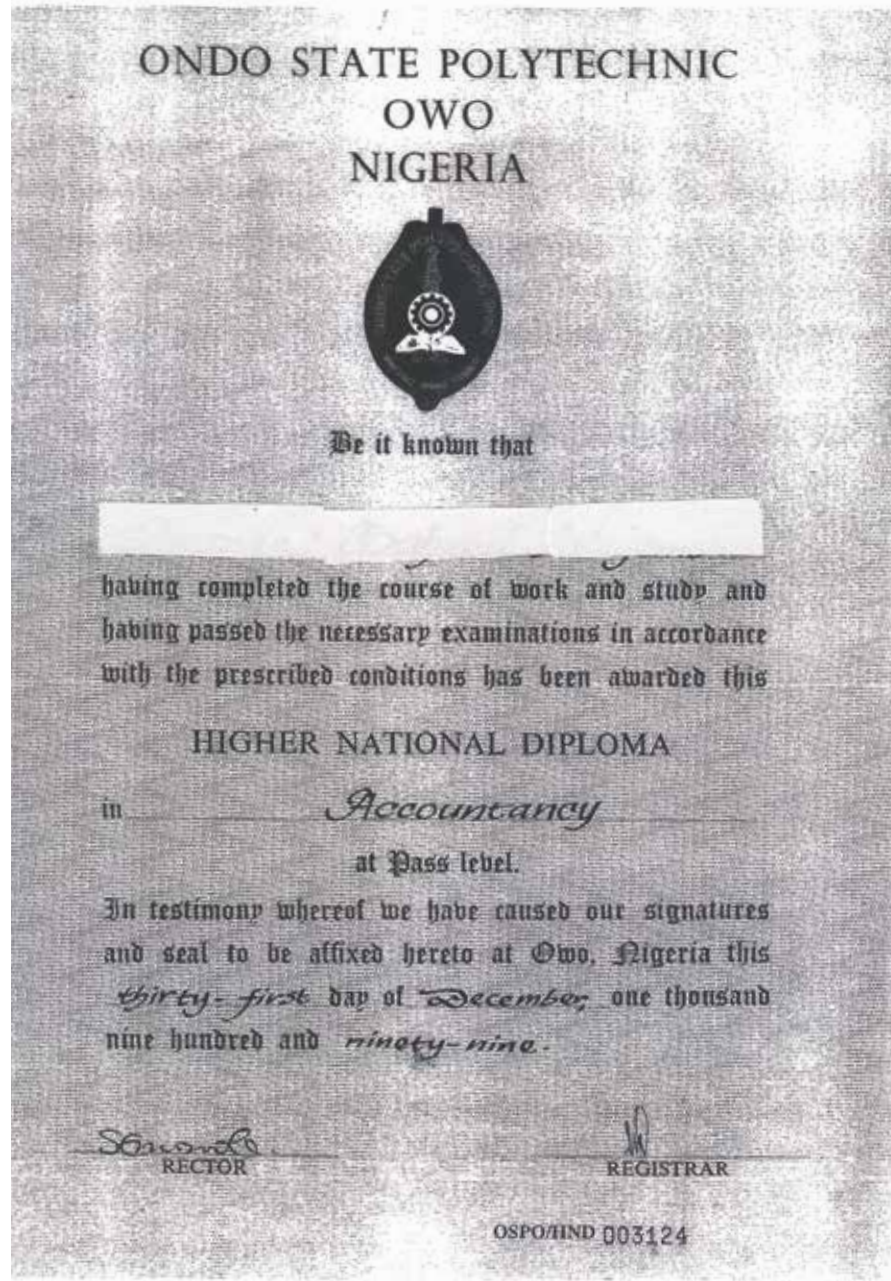 ONDO STATE POLYTECHNIC
OWO
NIGERIA
Be it known that
having completed the course of work and study and
having passed the necessary examinations in accordance
with the prescribed conditions has been awarded this
HIGHER NATIONAL DIPLOMA
in Accountancy
at Pass level.
In testimony whereof we have caused our signatures
and seal to be affixed hereto at Owo, Nigeria this
thirty-first day of December, one thousand
nine hundred and ninety-nine.
RECTOR
REGISTRAR
OSPO/HND 003124